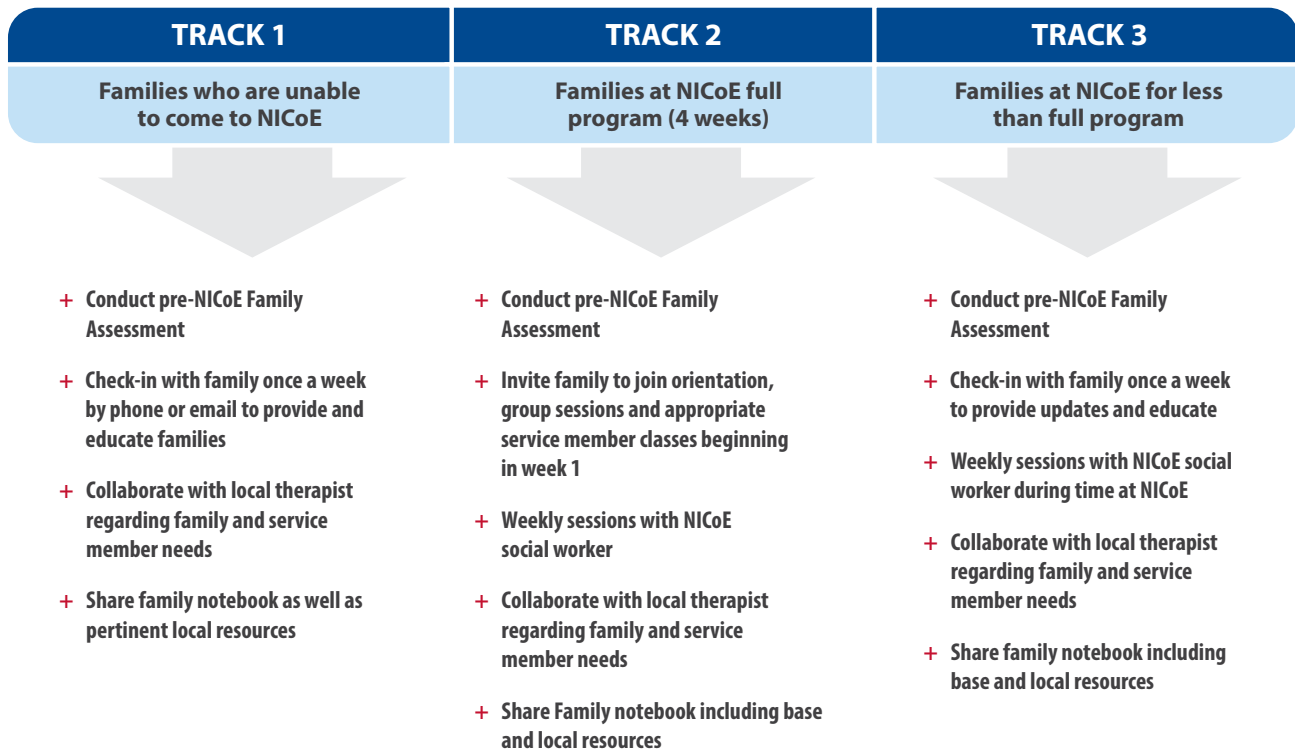 TRACK 1
Families who are unable
to come to NICoE
+ Conduct pre-NICoE Family
Assessment
+ Check-in with family once a week
by phone or email to provide and
educate families
+ Collaborate with local therapist
regarding family and service
member needs
+ Share family notebook as well as
pertinent local resources
TRACK 2
Families at NICoE full
program (4 weeks)
+ Conduct pre-NICoE Family
Assessment
+ Invite family to join orientation,
group sessions and appropriate
service member classes beginning
in week 1
+ Weekly sessions with NICoE
social worker
+ Collaborate with local therapist
regarding family and service
member needs
+ Share Family notebook including base
and local resources
TRACK 3
Families at NICoE for less
than full program
+ Conduct pre-NICoE Family
Assessment
+ Check-in with family once a week
to provide updates and educate
+ Weekly sessions with NICoE social
worker during time at NICoE
+ Collaborate with local therapist
regarding family and service
member needs
+ Share family notebook including
base and local resources